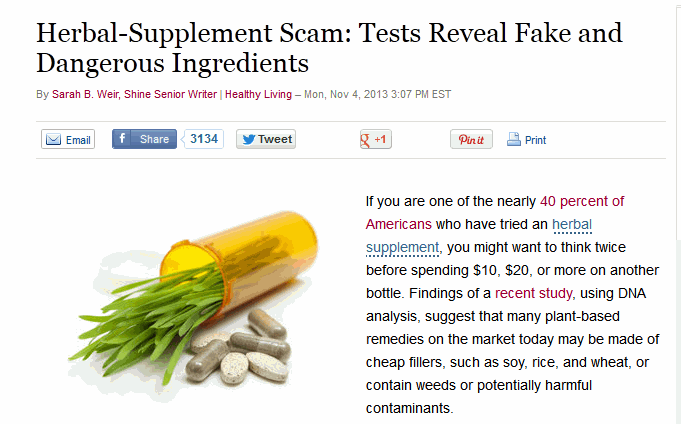 Herbal-Supplement Scam: Tests Reveal Fake and
Dangerous Ingredients
By Sarah B. Weir, Shine Senior Writer | Healthy Living – Mon, Nov 4, 2013 3:07 PM EST
Email f Share 3134 Tweet g +1 Pin it Print
If you are one of the nearly 40 percent of
Americans who have tried an herbal
supplement, you might want to think twice
before spending $10, $20, or more on another
bottle. Findings of a recent study, using DNA
analysis, suggest that many plant-based
remedies on the market today may be made of
cheap fillers, such as soy, rice, and wheat, or
contain weeds or potentially harmful
contaminants.